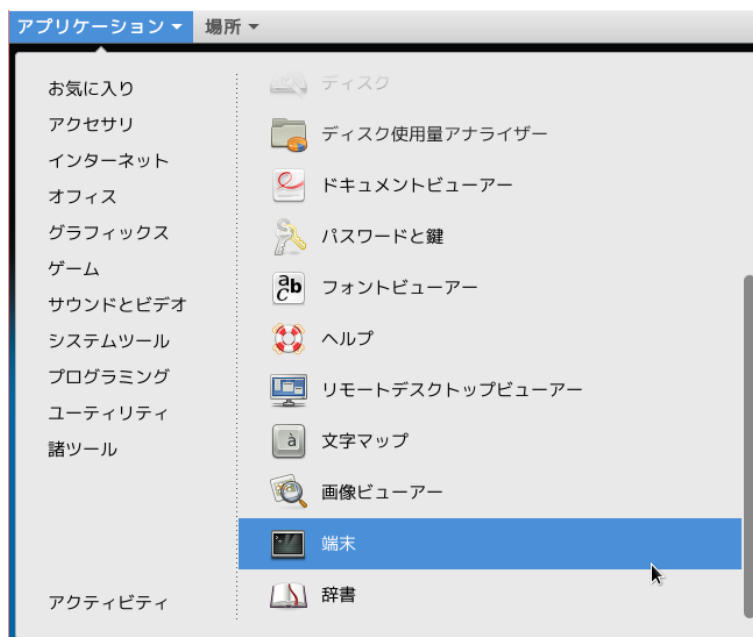 アプリケーション 場所
お気に入り
アクセサリ
インターネット
オフィス
グラフィックス
ゲーム
サウンドとビデオ
システムツール
プログラミング
ユーティリティ
諸ツール
アクティビティ
ディスク
ディスク使用量アナライザー
ドキュメントビューアー
パスワードと鍵
フォントビューアー
ヘルプ
リモートデスクトップビューアー
文字マップ
画像ビューアー
端末
辞書